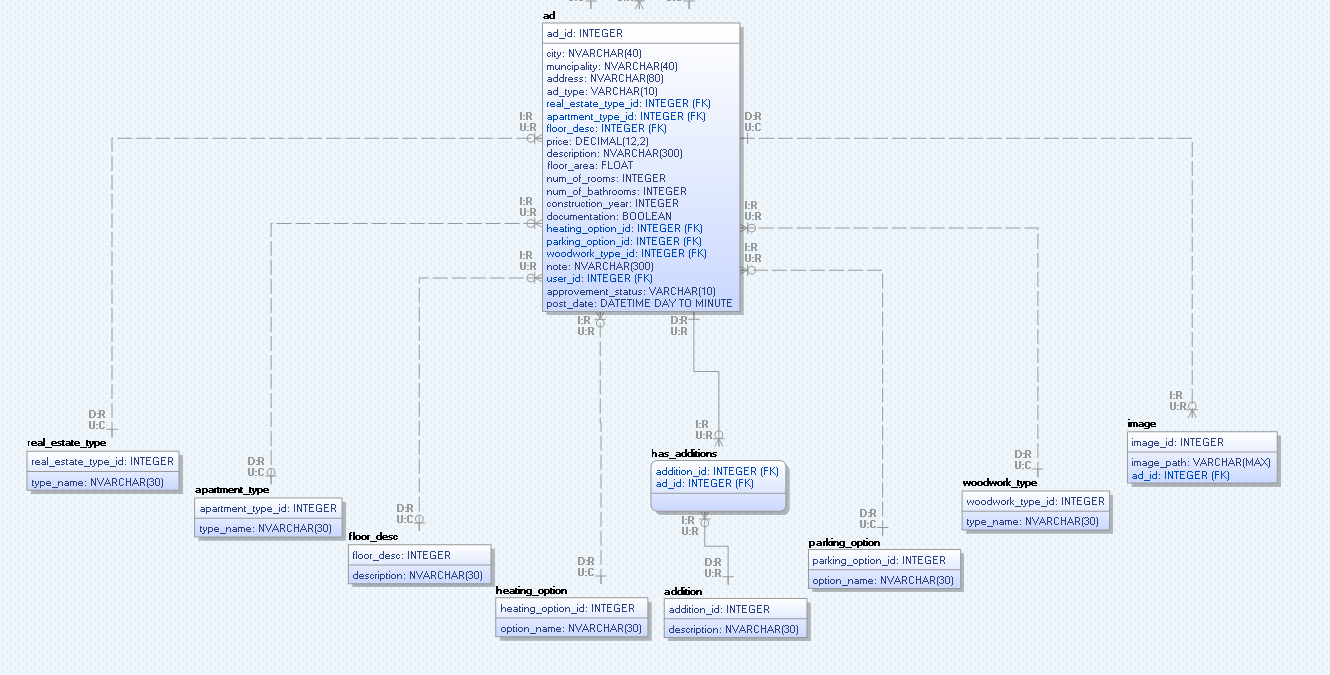 ad
ad_id: INTEGER
city: NVARCHAR(40)
muncipality: NVARCHAR(40)
address: NVARCHAR(80)
ad_type: VARCHAR(10)
real_estate_type_id: INTEGER (FK)
apartment_type_id: INTEGER (FK)
floor_desc: INTEGER (FK)
price: DECIMAL(12,2)
description: NVARCHAR(300)
floor_area: FLOAT
num_of_rooms: INTEGER
num_of_bathrooms: INTEGER
construction_year: INTEGER
documentation: BOOLEAN
heating_option_id: INTEGER (FK)
parking_option_id: INTEGER (FK)
woodwork_type_id: INTEGER (FK)
note: NVARCHAR(300)
user_id: INTEGER (FK)
approvement_status: VARCHAR(10)
post_date: DATETIME DAY TO MINUTE
I:R
U:R
D:R
U:C
I:R
U:R
I:R
U:R
I:R
U:R
I:R
U:R
I:R
U:R
D:R
U:R
D:R
U:C
real_estate_type
real_estate_type_id: INTEGER
type_name: NVARCHAR(30)
D:R
U:C
apartment_type
apartment_type_id: INTEGER
type_name: NVARCHAR(30)
D:R
U:C
floor_desc
floor_desc: INTEGER
description: NVARCHAR(30)
D:R
U:C
heating_option
heating_option_id: INTEGER
option_name: NVARCHAR(30)
I:R
U:R
has_additions
addition_id: INTEGER (FK)
ad_id: INTEGER (FK)
I:R
U:R
D:R
U:R
addition
addition_id: INTEGER
description: NVARCHAR(30)
D:R
U:C
parking_option
parking_option_id: INTEGER
option_name: NVARCHAR(30)
D:R
U:C
woodwork_type
woodwork_type_id: INTEGER
type_name: NVARCHAR(30)
I:R
U:R
image
image_id: INTEGER
image_path: VARCHAR(MAX)
ad_id: INTEGER (FK)